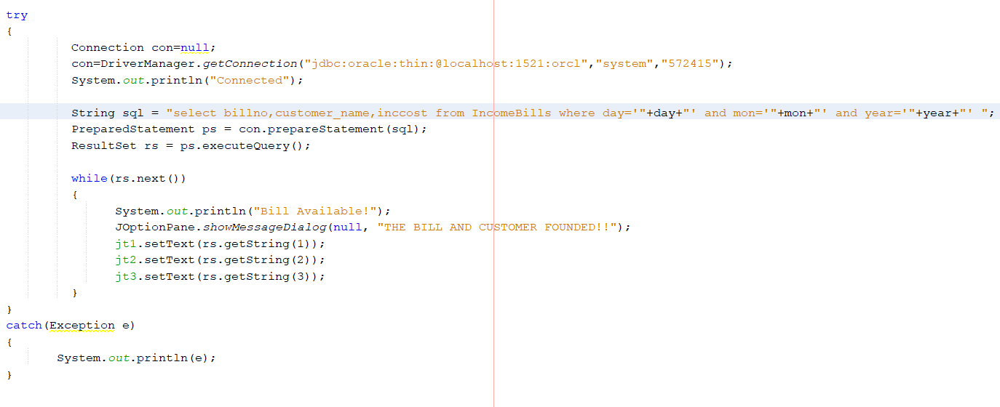 try
{
Connection con=null;
con=DriverManager.getConnection("jdbc:oracle:thin:@localhost:1521:orcl","system","572415");
System.out.println("Connected");
String sql = "select billno,customer_name,inccost from IncomeBills where day='"+day+"' and mon='"+mon+"' and year='"+year+"' ";
PreparedStatement ps = con.prepareStatement(sql);
ResultSet rs = ps.executeQuery();
while(rs.next())
{
System.out.println("Bill Available!");
JOptionPane.showMessageDialog(null, "THE BILL AND CUSTOMER FOUNDED!!");
jt1.setText(rs.getString(1));
jt2.setText(rs.getString(2));
jt3.setText(rs.getString(3));
}
}
catch(Exception e)
{
System.out.println(e);
}